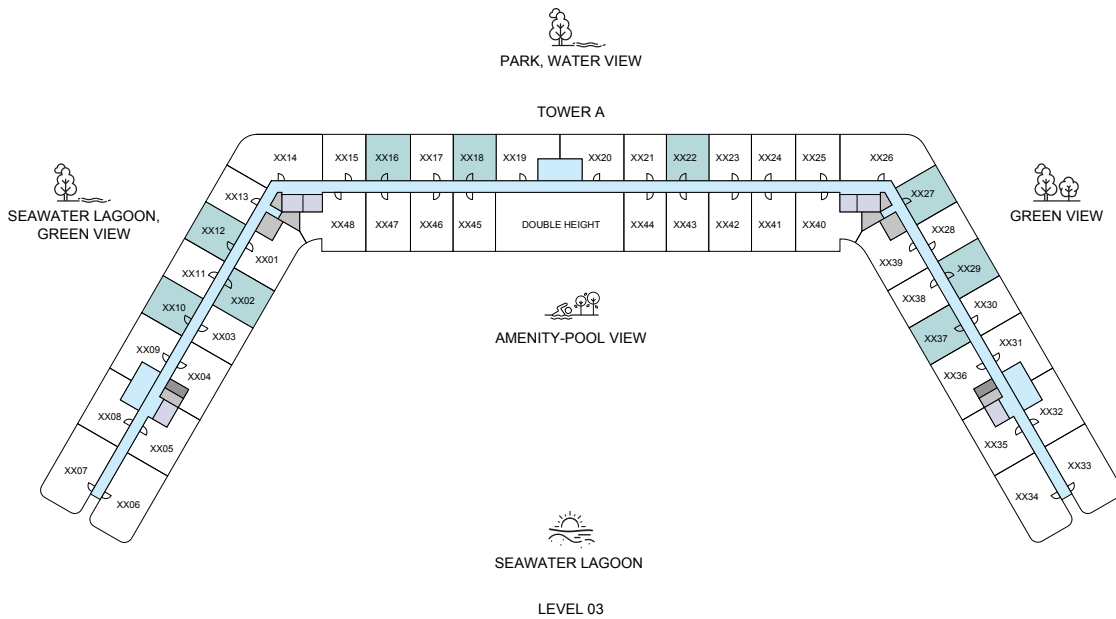 PARK, WATER VIEW
TOWER A
XX14
XX15
XX16
XX17
XX18
XX19
XX20
XX21
XX22
XX23
XX24
XX25
XX26
XX13
XX27
SEAWATER LAGOON,
GREEN VIEW
GREEN VIEW
XX48
XX47
XX46
XX45
DOUBLE HEIGHT
XX44
XX43
XX42
XX41
XX40
XX12
XX01
XX28
XX39
XX11
XX29
XX10
XX02
XX38
XX30
XX03
XX37
AMENITY-POOL VIEW
XX09
XX31
XX04
XX36
XX08
XX32
XX05
XX35
XX07
XX33
XX06
XX34
SEAWATER LAGOON
LEVEL 03